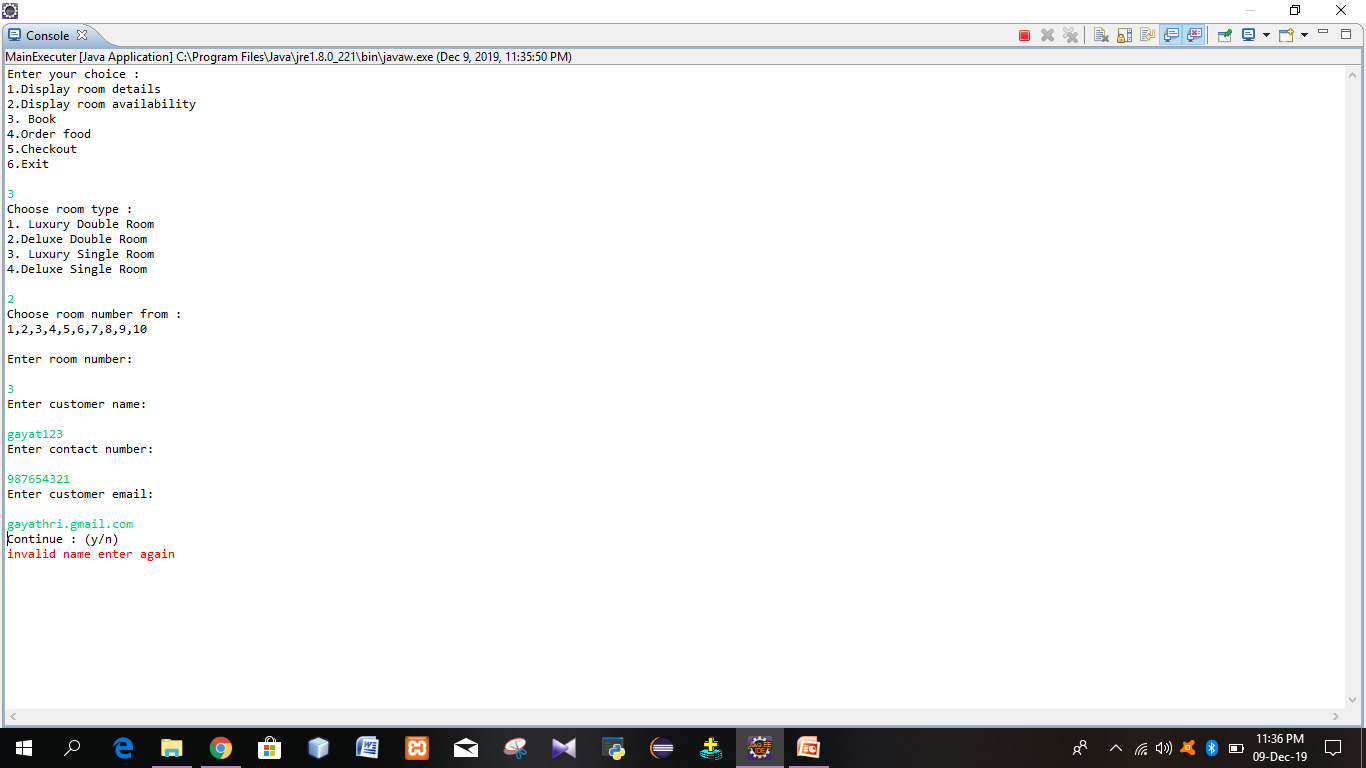 Console
MainExecuter [Java Application] C:\Program Files\Java\jre1.8.0_221\bin\javaw.exe (Dec 9, 2019, 11:35:50 PM)
Enter your choice :
1.Display room details
2.Display room availability
3. Book
4.Order food
5.Checkout
6.Exit
3
Choose room type :
1. Luxury Double Room
2.Deluxe Double Room
3. Luxury Single Room
4.Deluxe Single Room
2
Choose room number from :
1,2,3,4,5,6,7,8,9,10
Enter room number:
3
Enter customer name:
gayat123
Enter contact number:
987654321
Enter customer email:
gayathri.gmail.com
Continue : (y/n)
invalid name enter again
11:36 PM
09-Dec-19